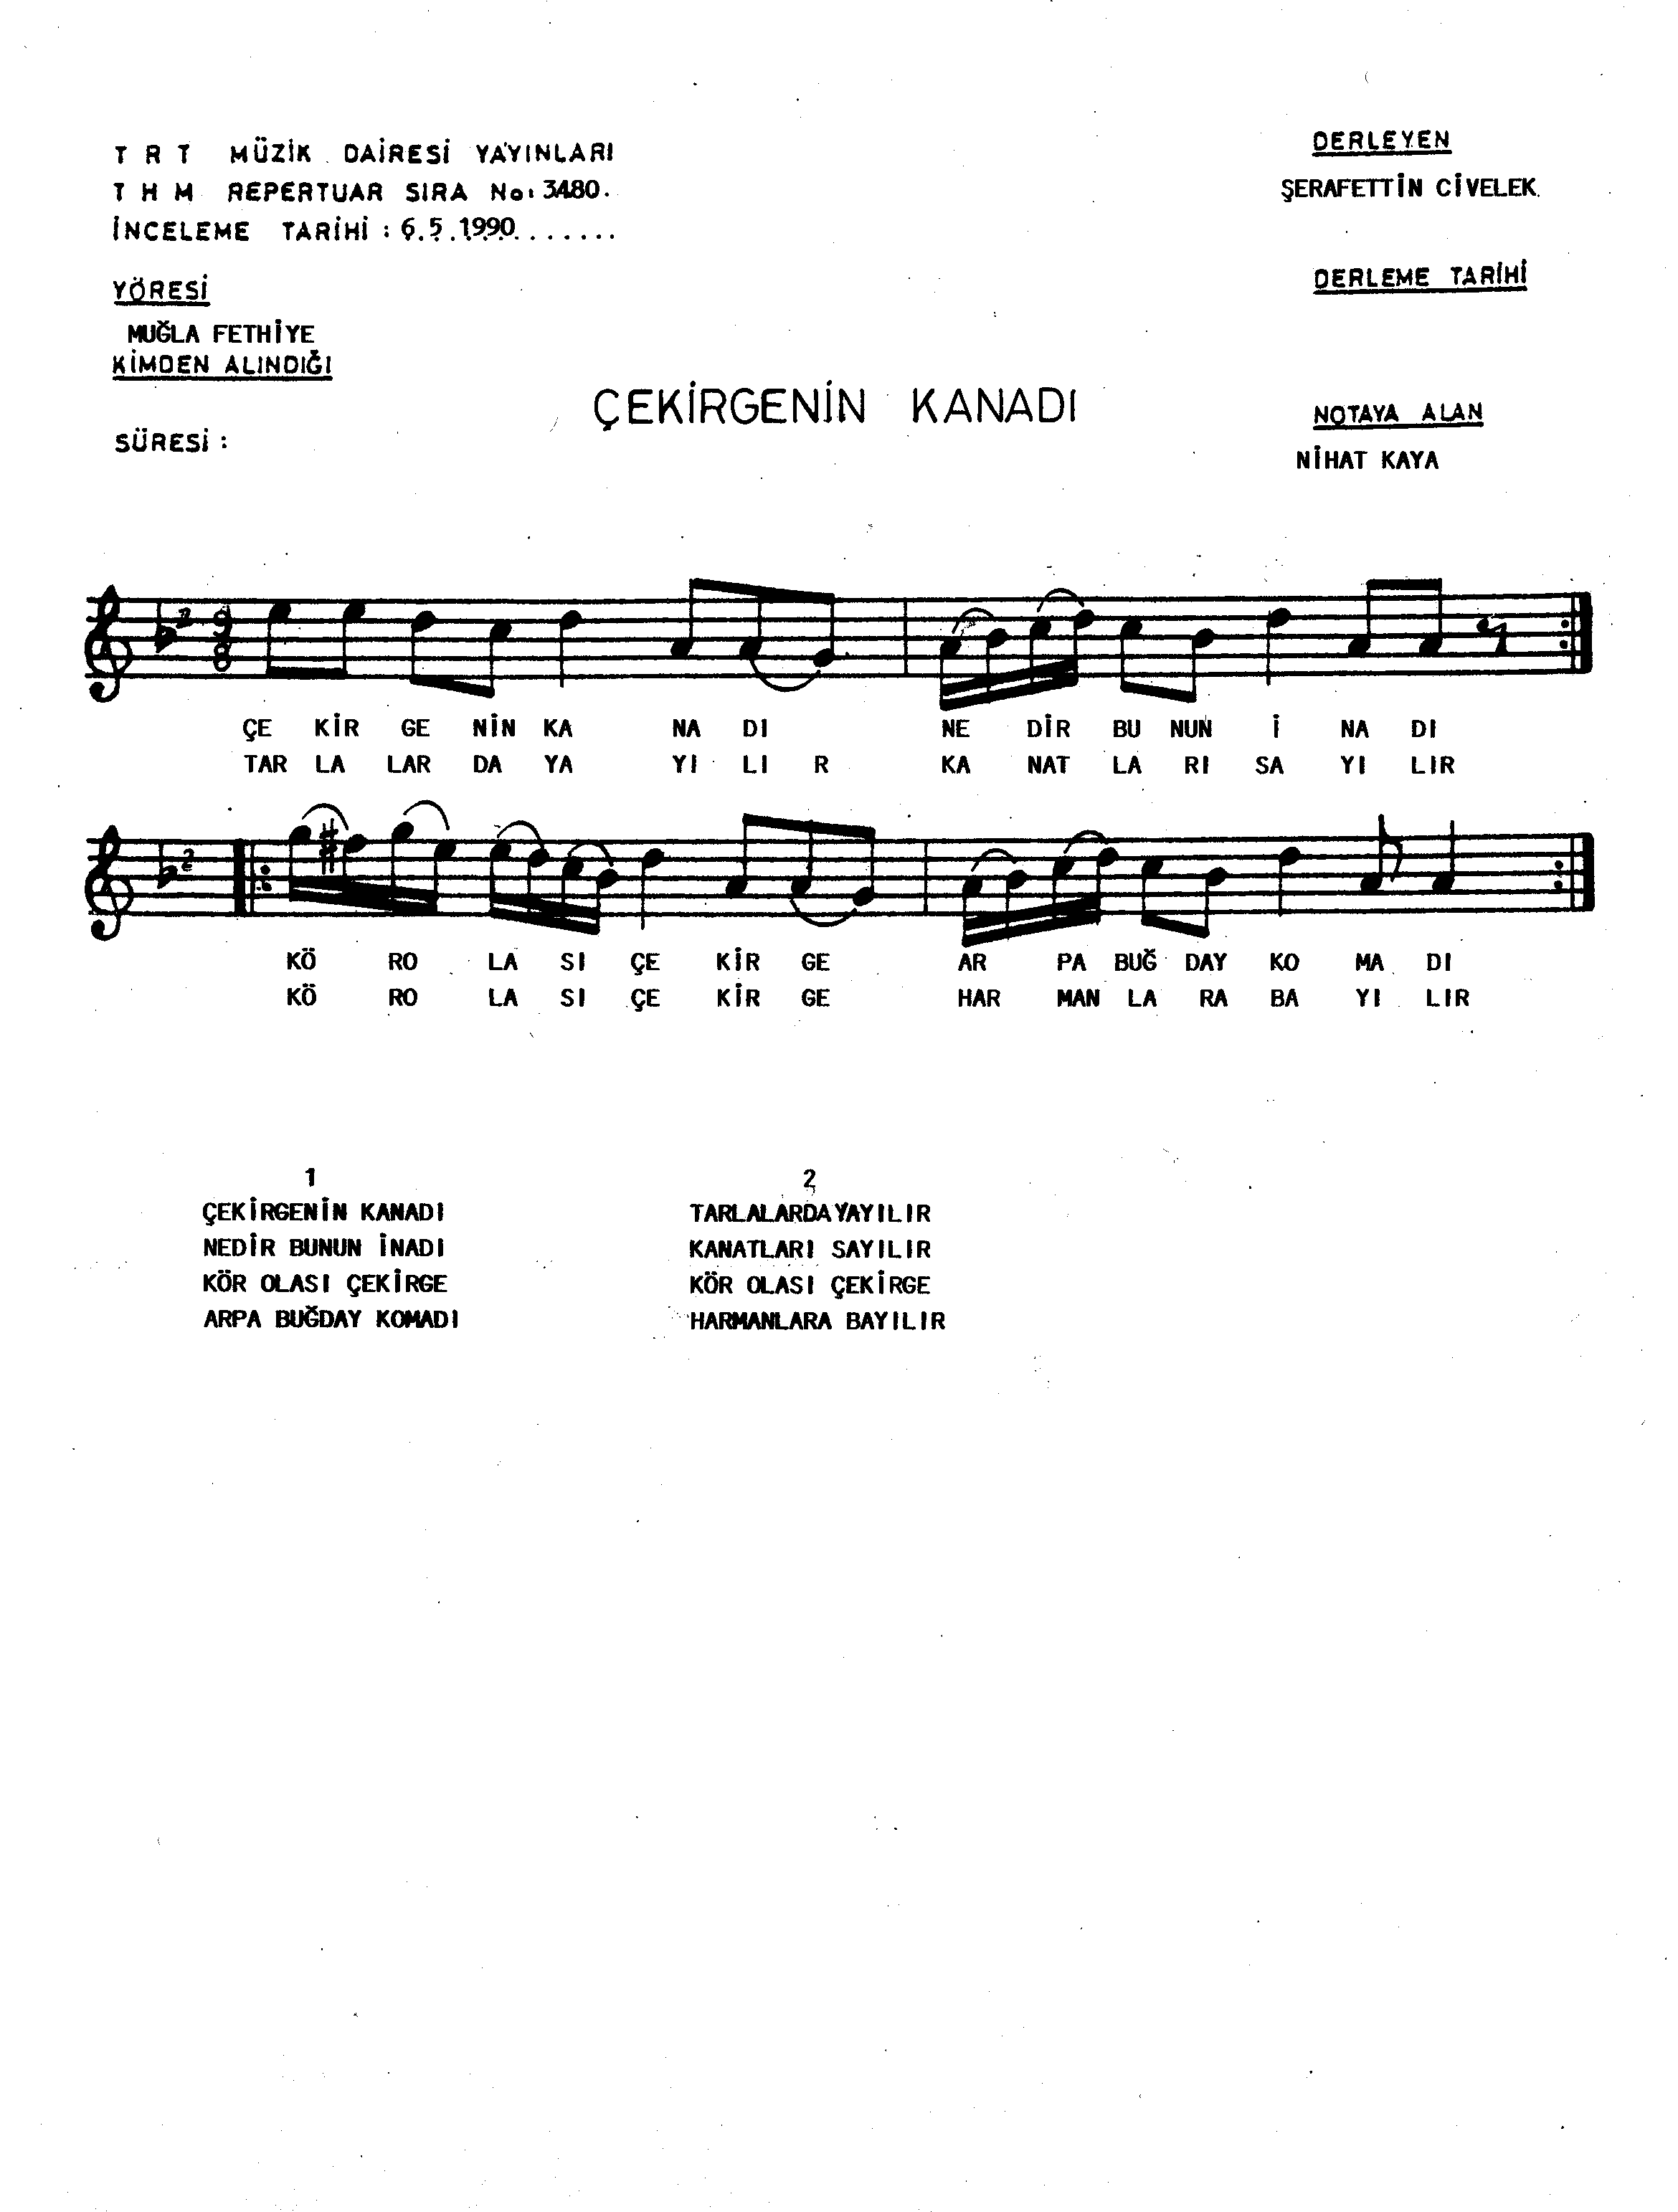 T R T MÜZİK DAİRESİ YAYINLARI
T H M REPERTUAR SIRA No: 3480.
İNCELEME TARİHİ : 6.5.1990.......
YÖRESİ
MUĞLA FETHİYE
KİMDEN ALINDIĞI
SÜRESİ :
DERLEYEN
ŞERAFETTİN CİVELEK
DERLEME TARİHİ
NOTAYA ALAN
NİHAT KAYA
ÇEKİRGENİN KANADI
2 9
8
ÇE KİR GE NİN KA NA DI NE DİR BU NUN İ NA DI
TAR LA LAR DA YA YI LI R KA NAT LA RI SA YI LIR
2
KÖ RO LA SI ÇE KİR GE AR PA BUĞ DAY KO MA DI
KÖ RO LA SI ÇE KİR GE HAR MAN LA RA BA YI LIR
1
ÇEKİRGENİN KANADI
NEDİR BUNUN İNADI
KÖR OLASI ÇEKİRGE
ARPA BUĞDAY KOMADI
2
TARLALARDA YAYILIR
KANATLARI SAYILIR
KÖR OLASI ÇEKİRGE
HARMANLARA BAYILIR